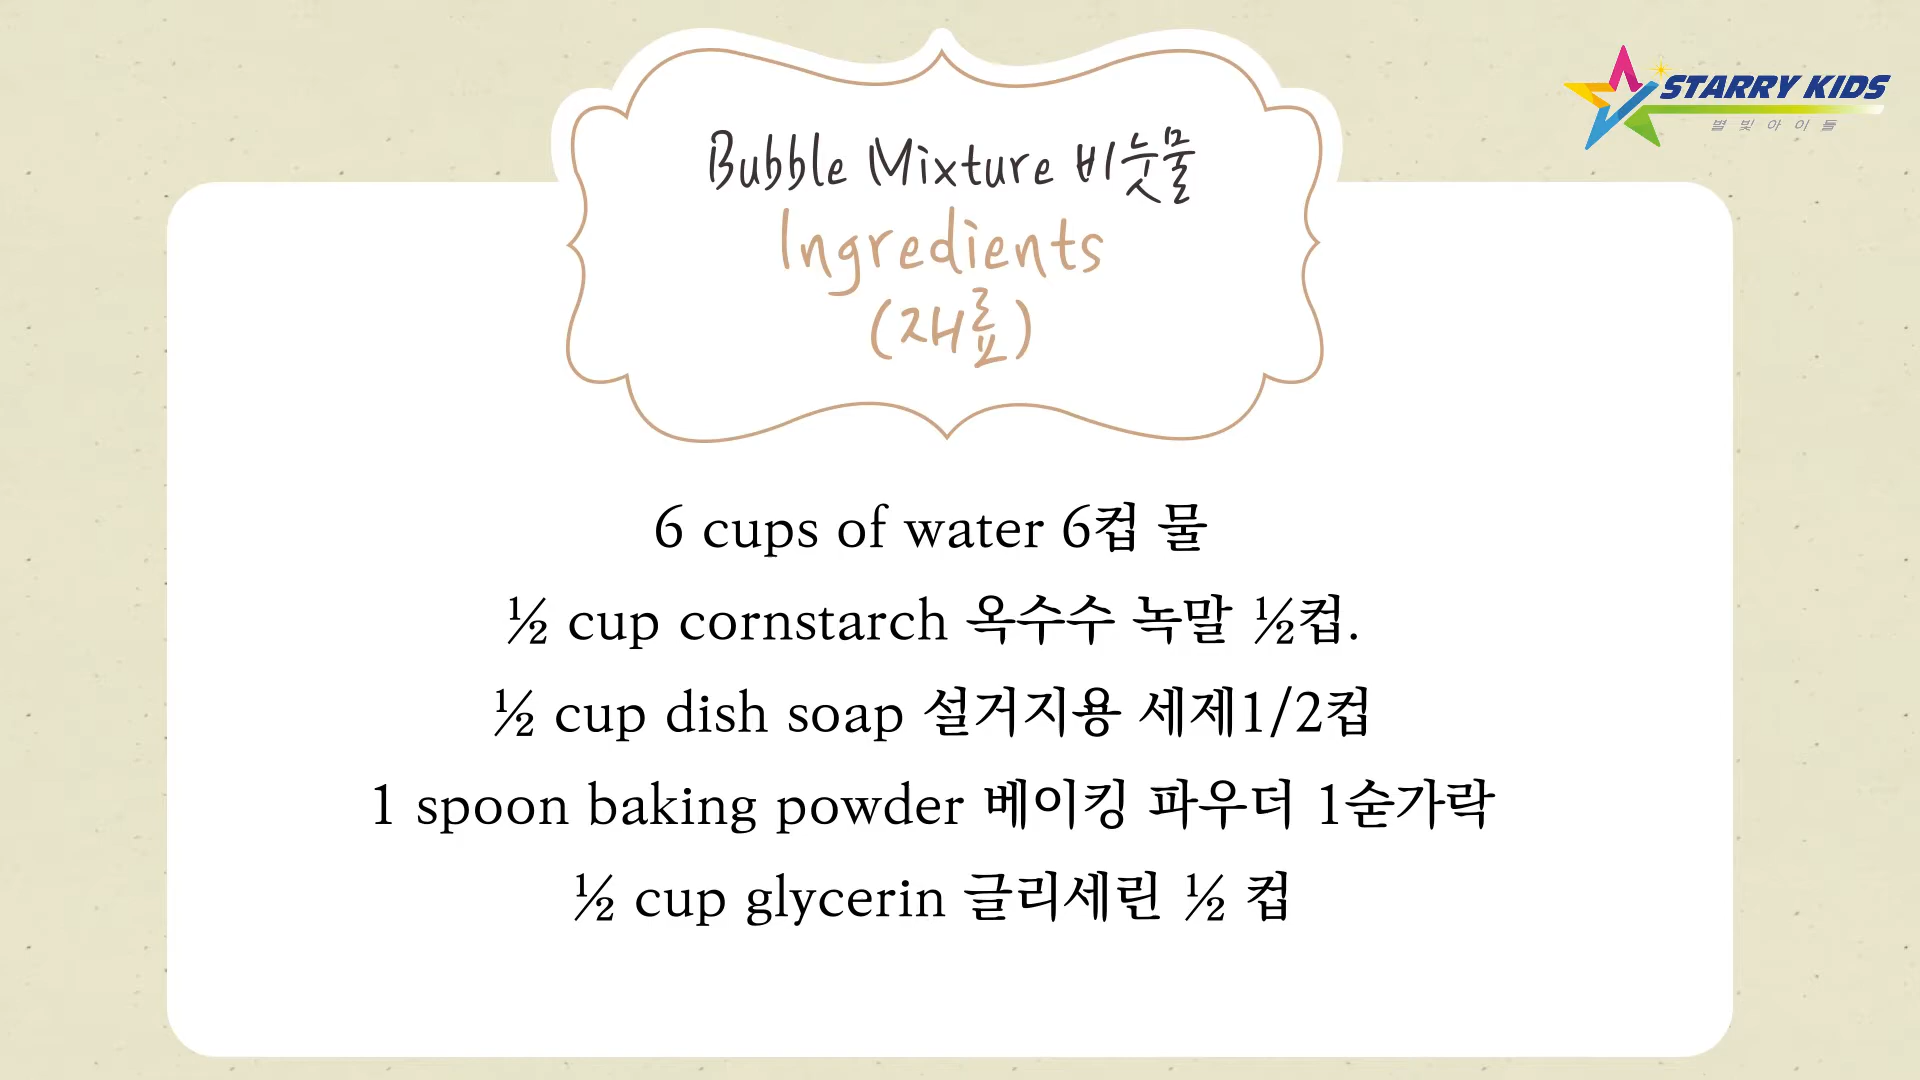 STARRY KIDS
별빛아이들
Bubble Mixture 비눗물
Ingredients
(재료)
6 cups of water 6컵 물
½ cup cornstarch 옥수수 녹말 ½컵.
½ cup dish soap 설거지용 세제1/2컵
1 spoon baking powder 베이킹 파우더 1숟가락
½ cup glycerin 글리세린 ½ 컵